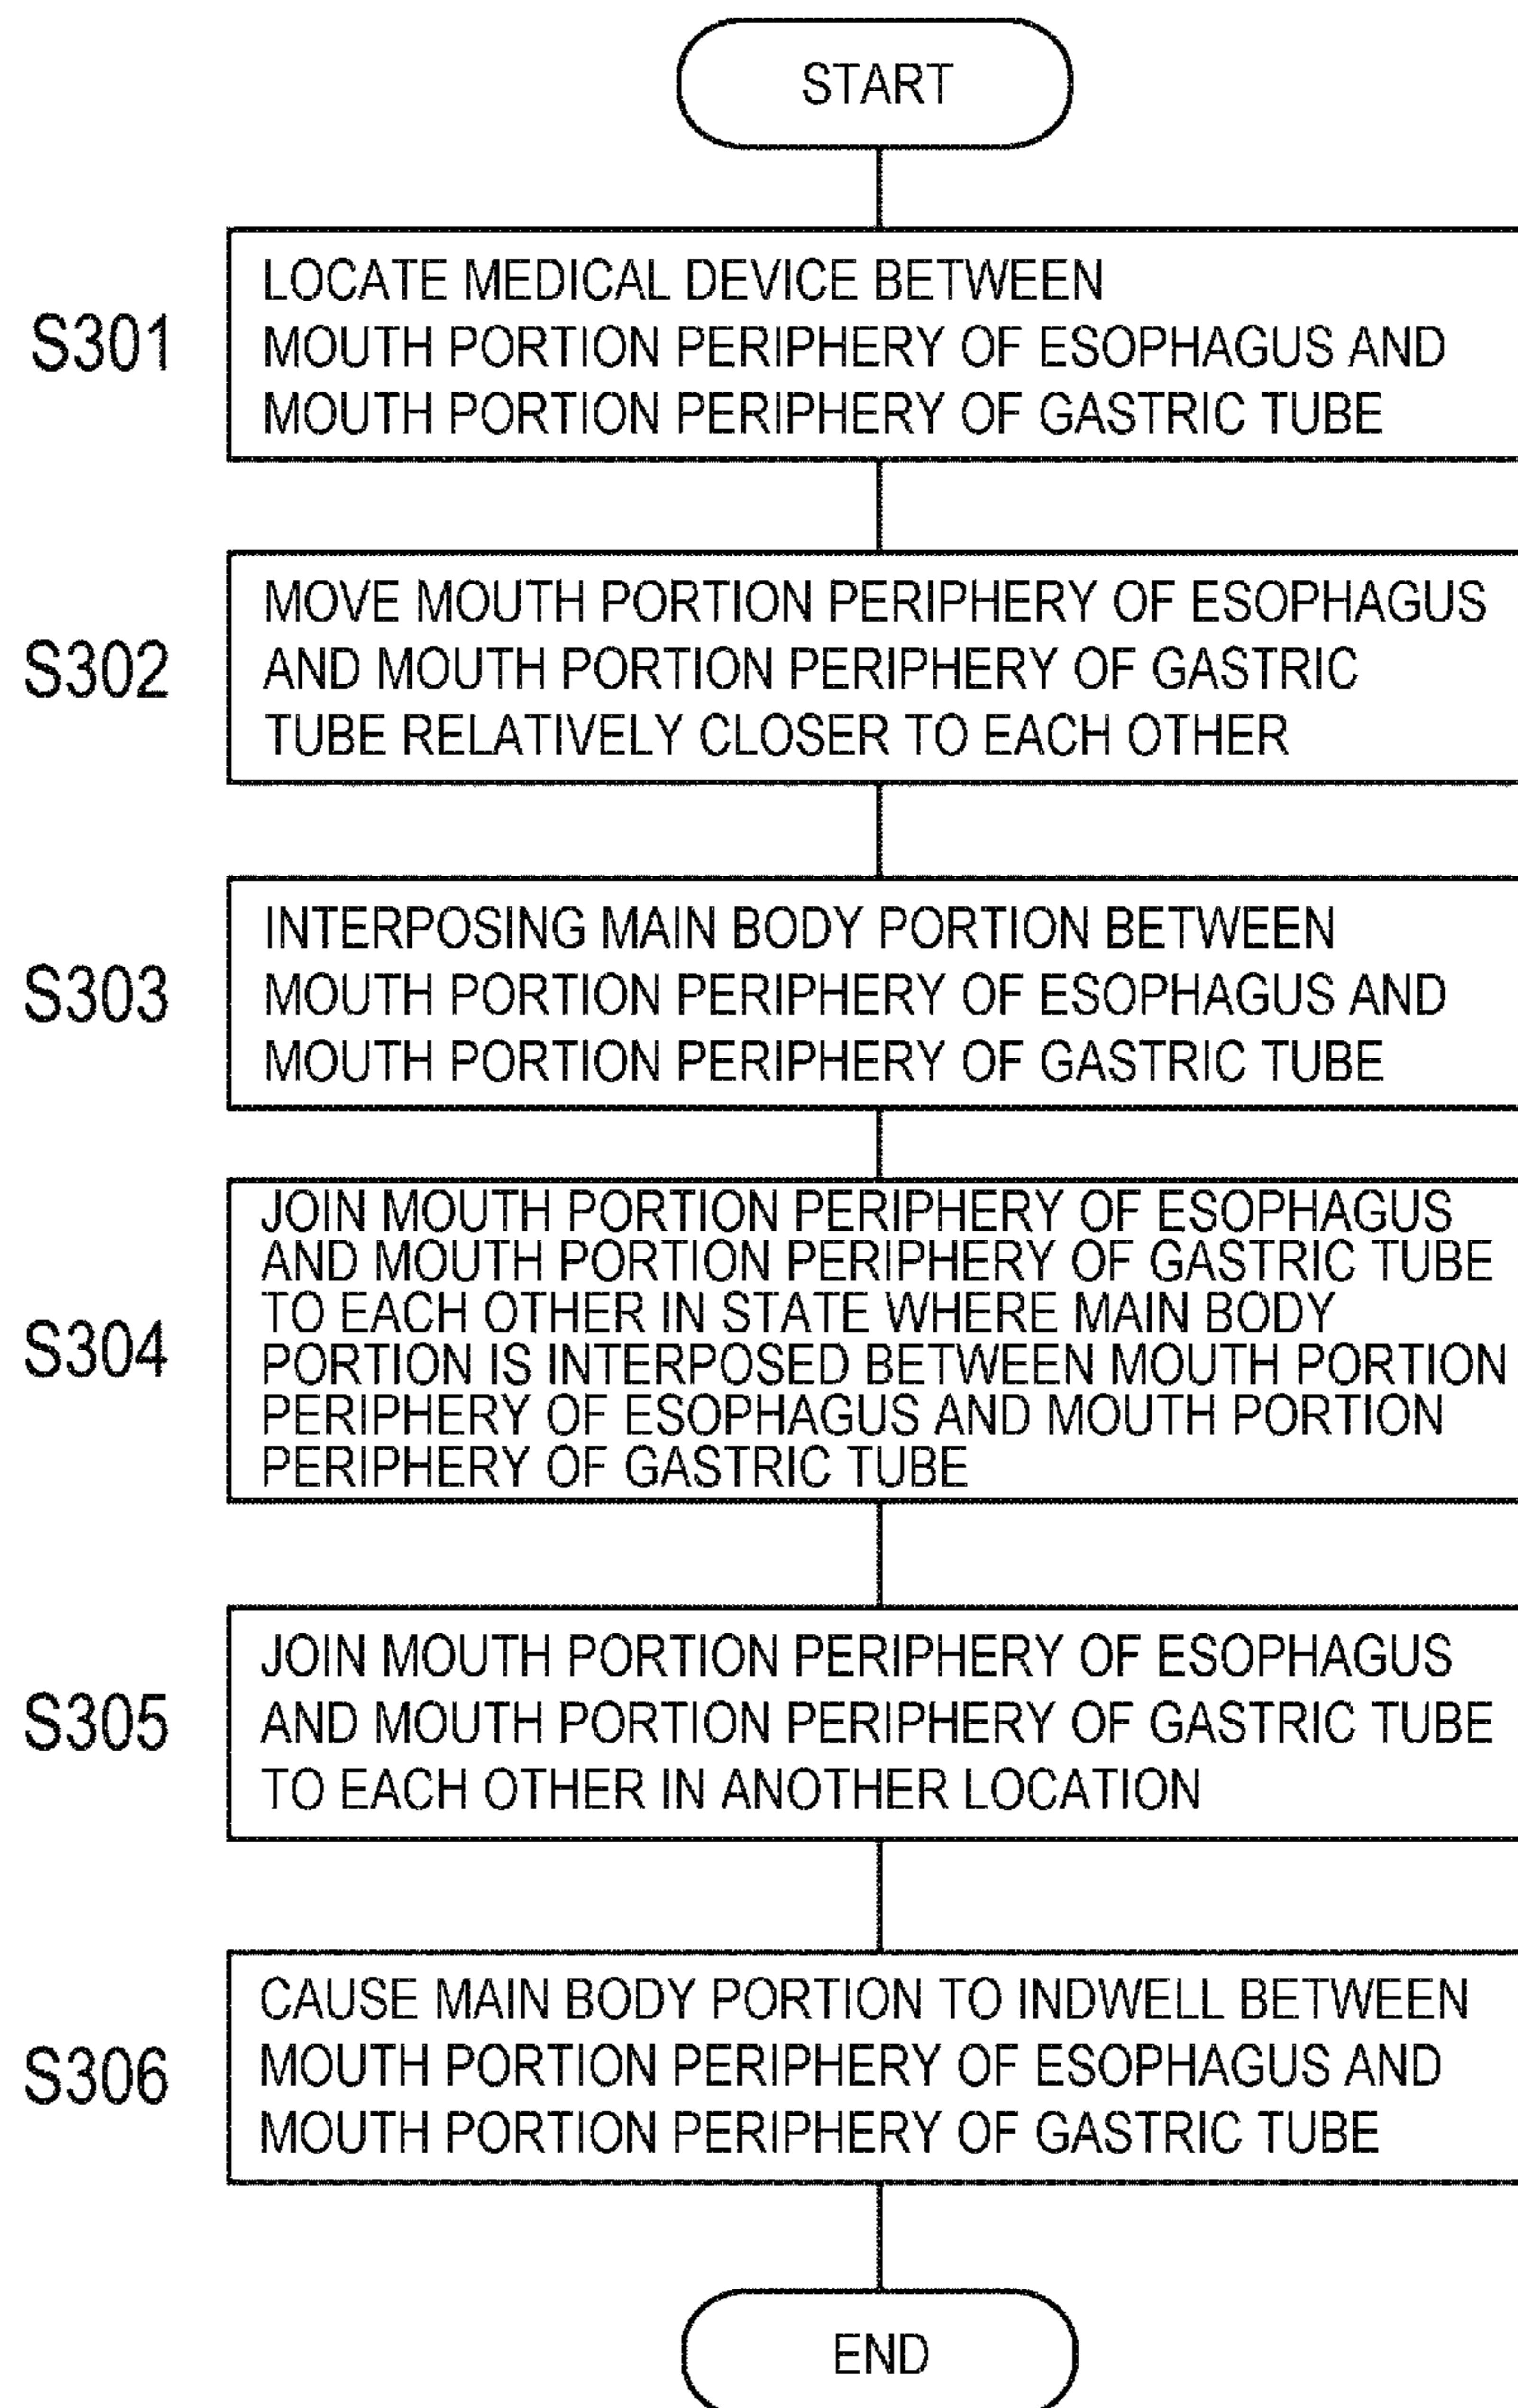 START
S301
LOCATE MEDICAL DEVICE BETWEEN
MOUTH PORTION PERIPHERY OF ESOPHAGUS AND
MOUTH PORTION PERIPHERY OF GASTRIC TUBE
S302
MOVE MOUTH PORTION PERIPHERY OF ESOPHAGUS
AND MOUTH PORTION PERIPHERY OF GASTRIC
TUBE RELATIVELY CLOSER TO EACH OTHER
S303
INTERPOSING MAIN BODY PORTION BETWEEN
MOUTH PORTION PERIPHERY OF ESOPHAGUS AND
MOUTH PORTION PERIPHERY OF GASTRIC TUBE
S304
JOIN MOUTH PORTION PERIPHERY OF ESOPHAGUS
AND MOUTH PORTION PERIPHERY OF GASTRIC TUBE
TO EACH OTHER IN STATE WHERE MAIN BODY
PORTION IS INTERPOSED BETWEEN MOUTH PORTION
PERIPHERY OF ESOPHAGUS AND MOUTH PORTION
PERIPHERY OF GASTRIC TUBE
S305
JOIN MOUTH PORTION PERIPHERY OF ESOPHAGUS
AND MOUTH PORTION PERIPHERY OF GASTRIC TUBE
TO EACH OTHER IN ANOTHER LOCATION
S306
CAUSE MAIN BODY PORTION TO INDWELL BETWEEN
MOUTH PORTION PERIPHERY OF ESOPHAGUS AND
MOUTH PORTION PERIPHERY OF GASTRIC TUBE
END